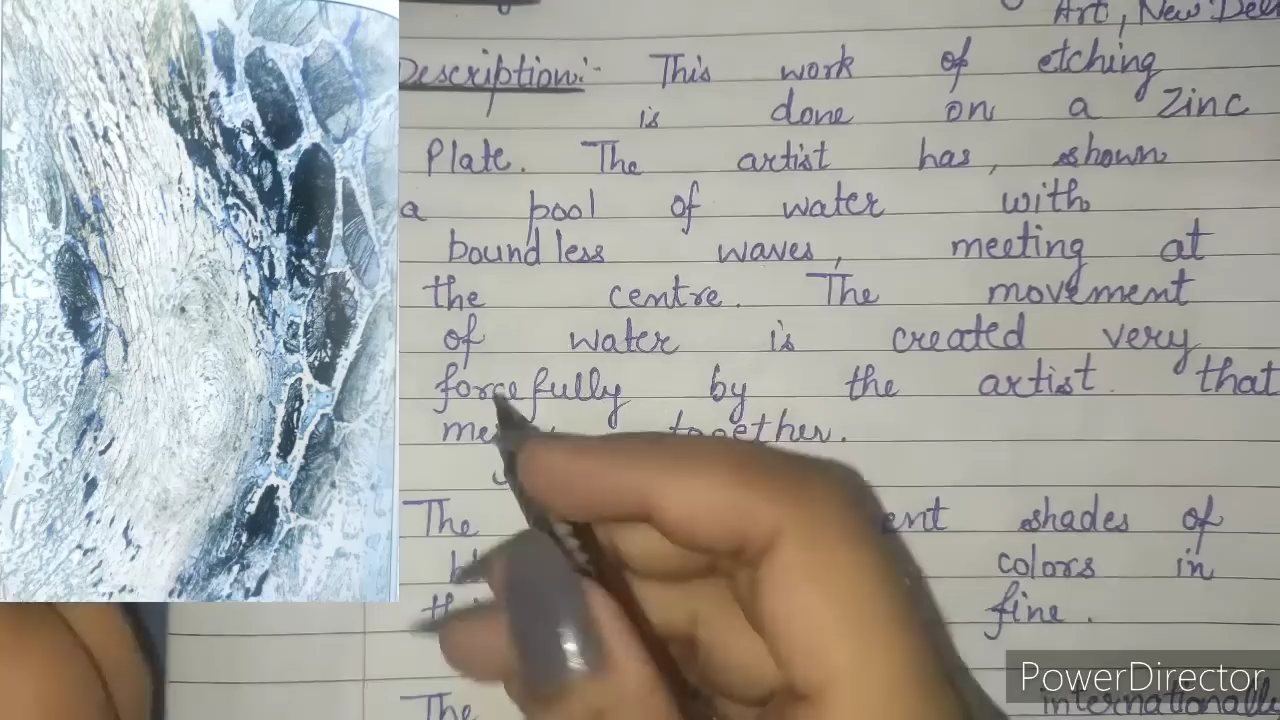 Art, New Delh
Description:- This work of etching
is done on a Zinc
Plate. The artist has, shown
a pool of water with
boundless waves, meeting at
the centre. The movement
of water is created very
forcefully by the artist. that
together.
The shades of
colors in
fine.
The internationally
PowerDirector